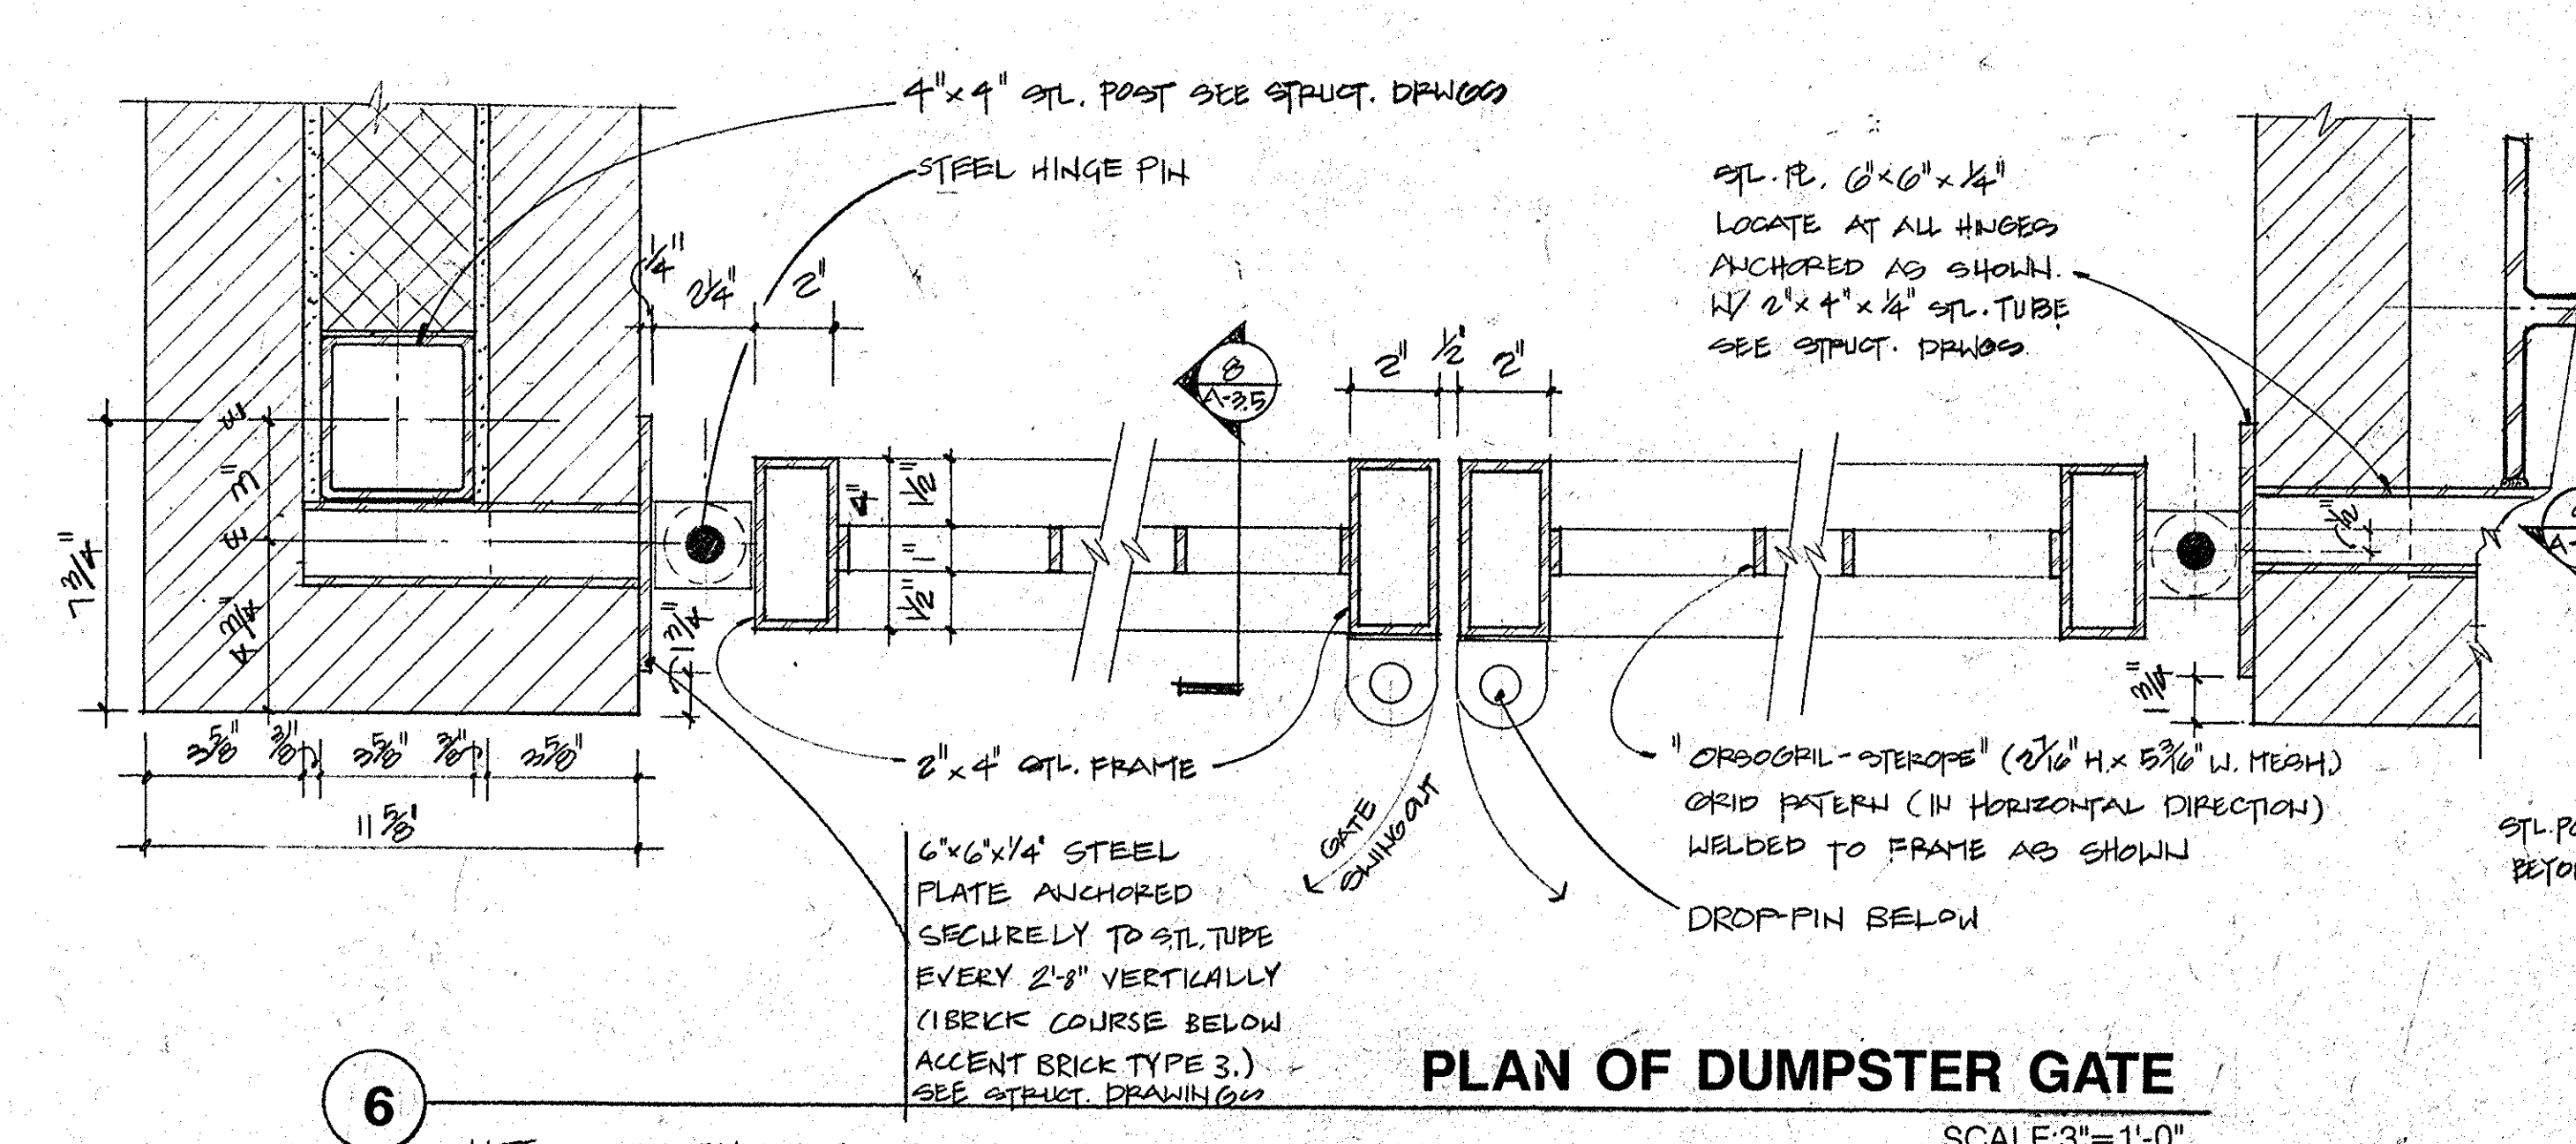 4"x4" STL. POST SEE STRUCT. DRWGS
STEEL HINGE PIN
STL. PL. 6"x6"x1/4"
LOCATE AT ALL HINGES
ANCHORED AS SHOWN.
W/ 2"x4"x1/4" STL. TUBE
SEE STRUCT. DRWGS
1/4"
2 1/4"
2"
8
A-3.5
2"
1/2"
2"
3"
7 3/4"
4 3/4"
4"
1 1/2"
1"
1 1/2"
1 3/4"
1/2"
3 5/8"
3/8"
3 5/8"
3/8"
3 5/8"
11 5/8"
2"x4" STL. FRAME
"ORSOGRIL-STEROPE" (2 7/16" H.x 5 3/16" W. MESH.)
GRID PATERN (IN HORIZONTAL DIRECTION)
WELDED TO FRAME AS SHOWN
GATE
SWING OUT
DROP-PIN BELOW
6"x6"x1/4" STEEL
PLATE ANCHORED
SECURELY TO STL. TUBE
EVERY 2'-8" VERTICALLY
(1 BRICK COURSE BELOW
ACCENT BRICK TYPE 3.)
SEE STRUCT. DRAWINGS
6
PLAN OF DUMPSTER GATE
SCALE: 3"=1'-0"